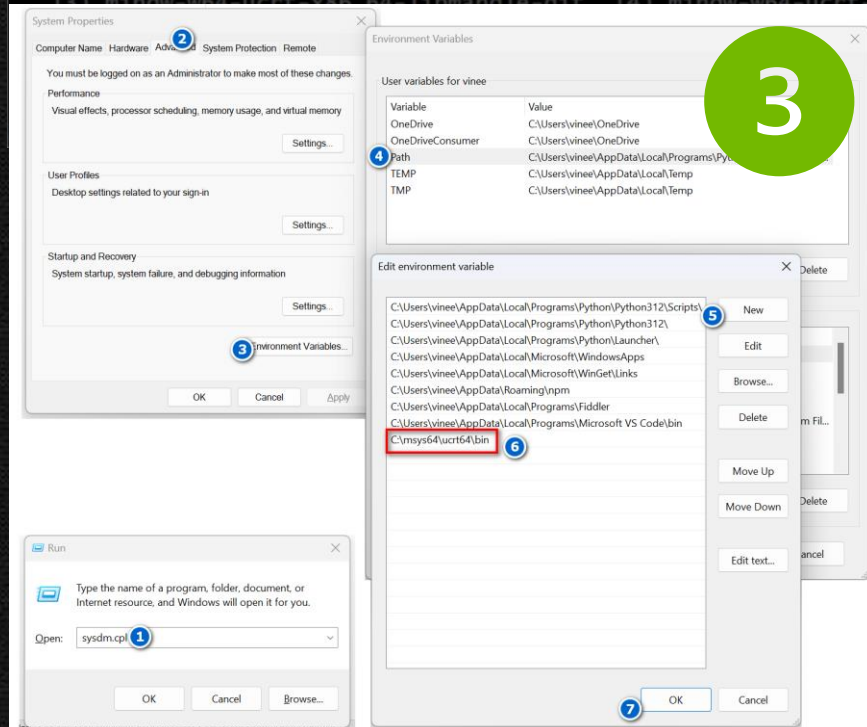 System Properties
2
Computer Name Hardware System Protection Remote
You must be logged on as an Administrator to make most of these changes.
Performance
Visual effects, processor scheduling, memory usage, and virtual memory
Settings...
User Profiles
Desktop settings related to your sign-in
Settings...
Startup and Recovery
System startup, system failure, and debugging information
Settings...
3
Environment Variables...
OK Cancel Apply
Environment Variables
3
User variables for vinee
Variable Value
OneDrive C:\Users\vinee\OneDrive
OneDriveConsumer C:\Users\vinee\OneDrive
4
Path C:\Users\vinee\AppData\Local\Programs\Pyt
TEMP C:\Users\vinee\AppData\Local\Temp
TMP C:\Users\vinee\AppData\Local\Temp
Delete
m Fil...
Delete
ancel
Edit environment variable
C:\Users\vinee\AppData\Local\Programs\Python\Python312\Scripts\
C:\Users\vinee\AppData\Local\Programs\Python\Python312\
C:\Users\vinee\AppData\Local\Programs\Python\Launcher\
C:\Users\vinee\AppData\Local\Microsoft\WindowsApps
C:\Users\vinee\AppData\Local\Microsoft\WinGet\Links
C:\Users\vinee\AppData\Roaming\npm
C:\Users\vinee\AppData\Local\Programs\Fiddler
C:\Users\vinee\AppData\Local\Programs\Microsoft VS Code\bin
C:\msys64\ucrt64\bin
6
5
New
Edit
Browse...
Delete
Move Up
Move Down
Edit text...
7
OK Cancel
Run
Type the name of a program, folder, document, or
Internet resource, and Windows will open it for you.
Open: sysdm.cpl
1
OK Cancel Browse...